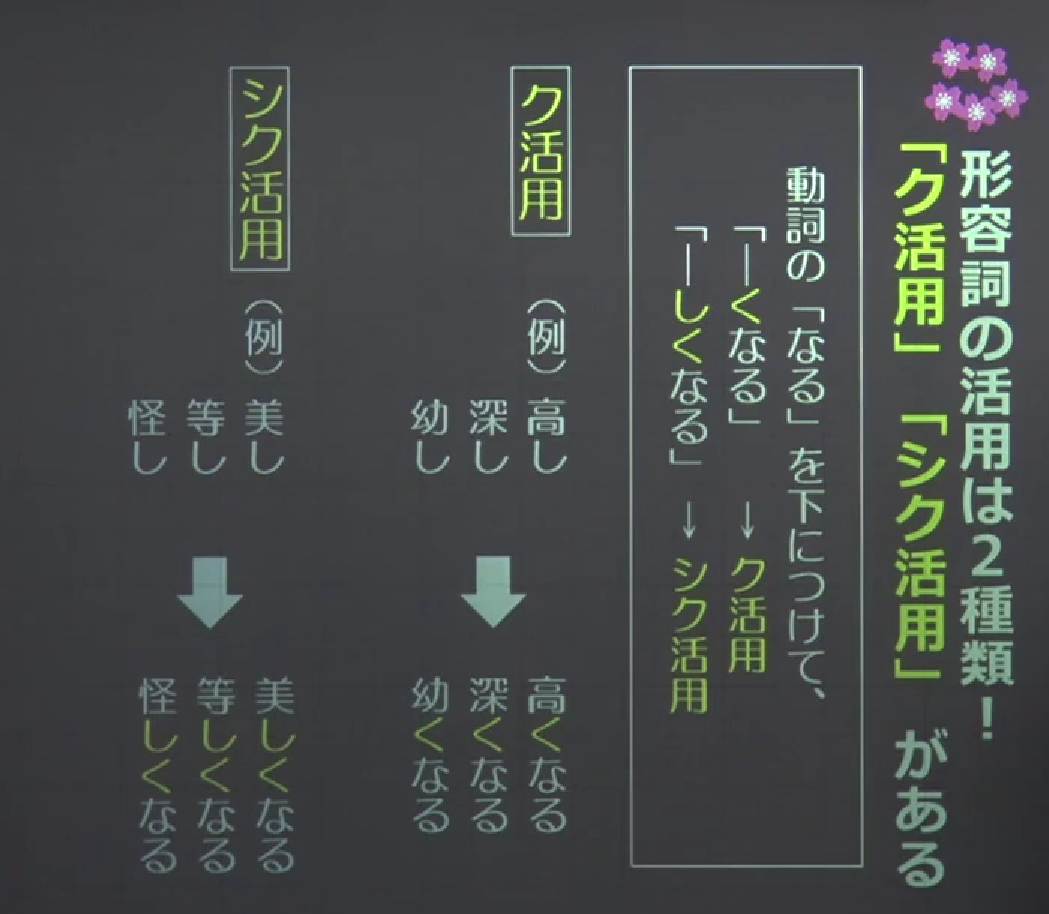 形容詞の活用は2種類!
「ク活用」「シク活用」がある
動詞の「なる」を下につけて、
「―くなる」→ク活用
「―しくなる」→シク活用
ク活用
(例)高し
深し
幼し
高くなる
深くなる
幼くなる
シク活用
(例)美し
等し
怪し
美しくなる
等しくなる
怪しくなる